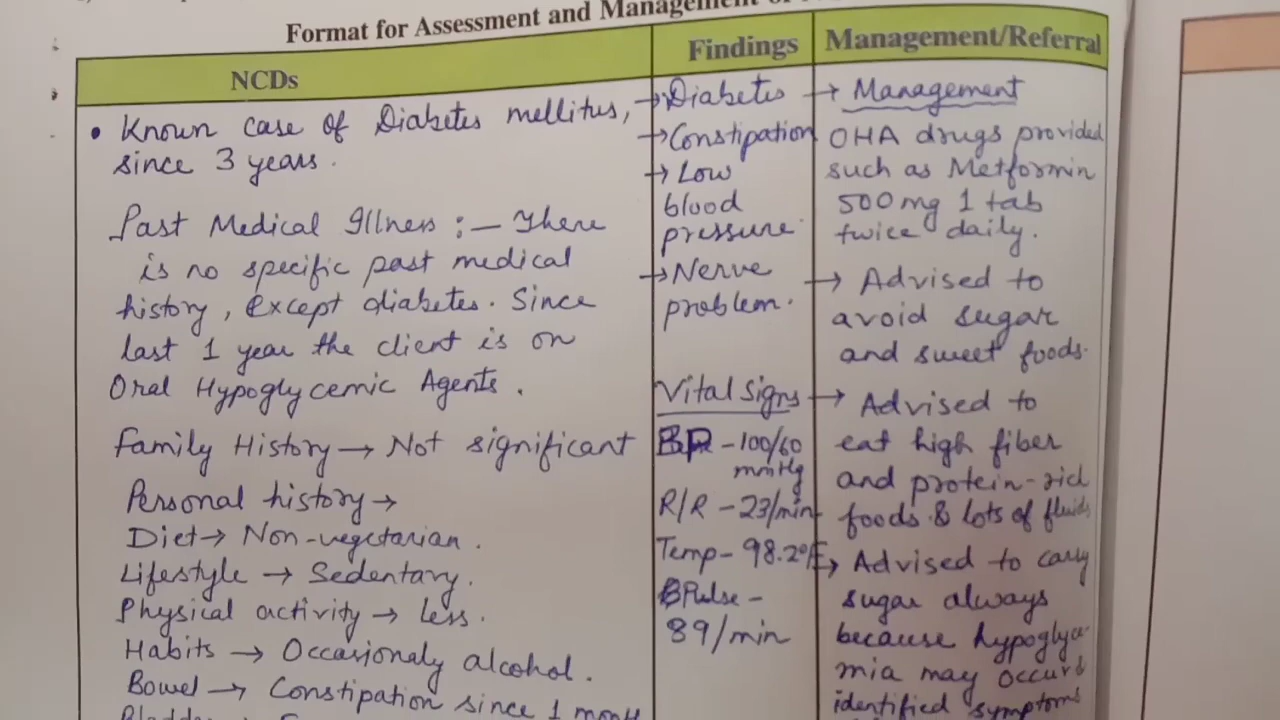 Format for Assessment and Management
NCDs
• Known case of Diabetes mellitus,
since 3 years.
Past Medical Illness :— There
is no specific past medical
history, Except diabetes. Since
last 1 year the client is on
Oral Hypoglycemic Agents.
Family History → Not significant
Personal history →
Diet → Non-vegetarian.
Lifestyle → Sedentary.
Physical activity → Less.
Habits → Occasionaly alcohol.
Bowel → Constipation since 1 month
Findings
→ Diabetes
→ Constipation
→ Low
blood
pressure.
→ Nerve
problem.
Vital Signs
BP - 100/60
mmHg
R/R - 23/min
Temp - 98.2°F
Pulse -
89/min
Management/Referral
→ Management
OHA drugs provided
such as Metformin
500 mg 1 tab
twice daily.
→ Advised to
avoid sugar
and sweet foods.
→ Advised to
eat high fiber
and protein-rich
foods & lots of fluids
→ Advised to carry
sugar always
because hypoglyce-
mia may occur &
identified symptoms